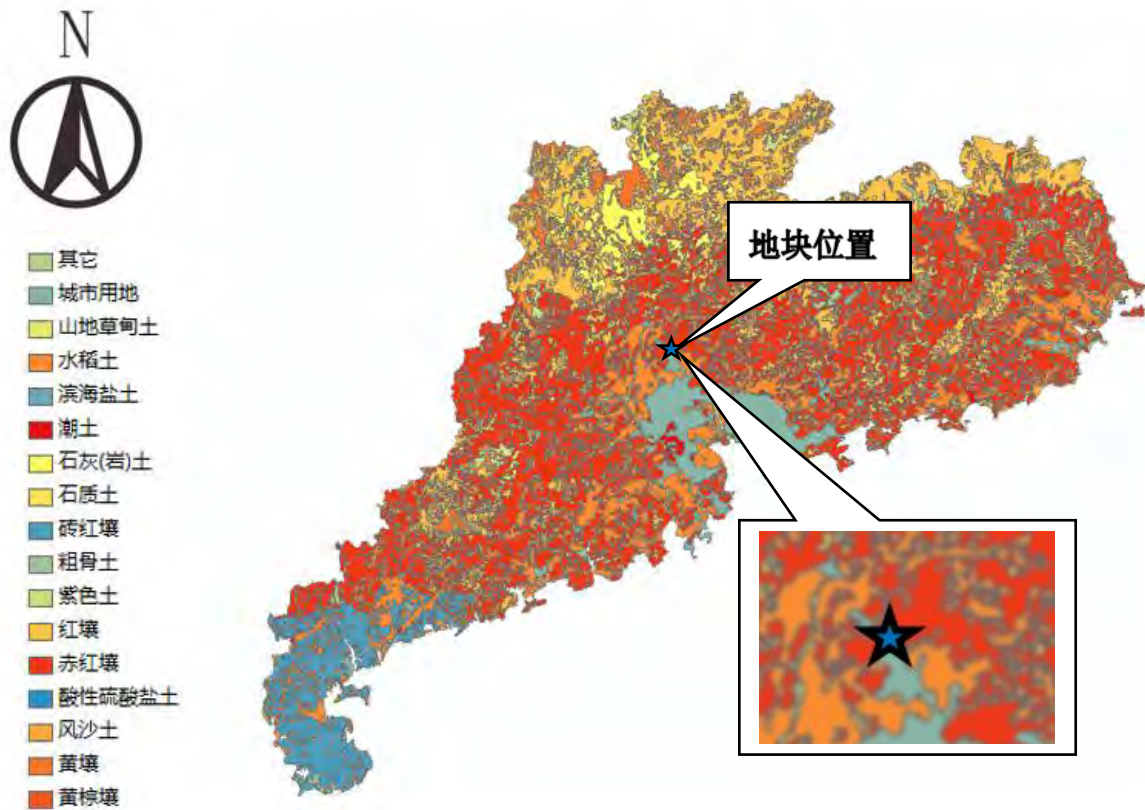 N
其它
城市用地
山地草甸土
水稻土
滨海盐土
潮土
石灰(岩)土
石质土
砖红壤
粗骨土
紫色土
红壤
赤红壤
酸性硫酸盐土
风沙土
黄壤
黄棕壤
地块位置